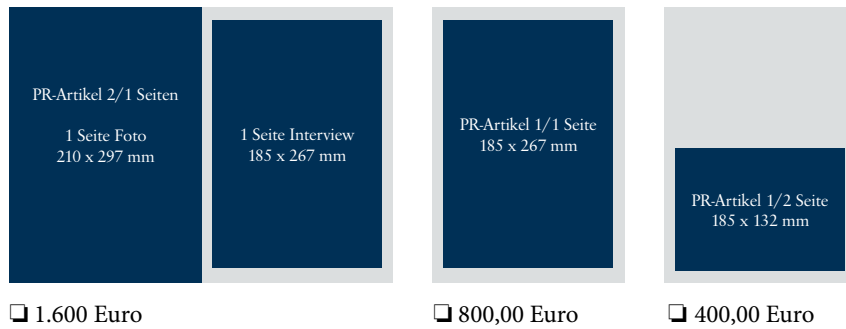 PR-Artikel 2/1 Seiten
1 Seite Foto
210 x 297 mm
1 Seite Interview
185 x 267 mm
❏ 1.600 Euro
PR-Artikel 1/1 Seite
185 x 267 mm
❏ 800,00 Euro
PR-Artikel 1/2 Seite
185 x 132 mm
❏ 400,00 Euro